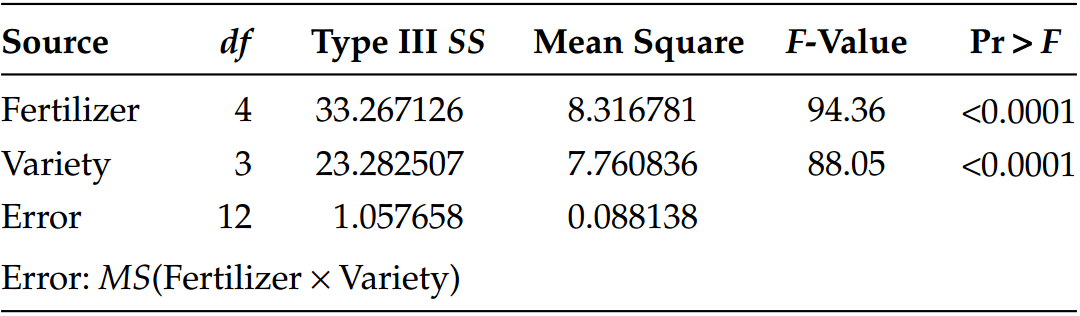 Source df Type III SS Mean Square F-Value Pr > F
Fertilizer 4 33.267126 8.316781 94.36 <0.0001
Variety 3 23.282507 7.760836 88.05 <0.0001
Error 12 1.057658 0.088138
Error: MS(Fertilizer × Variety)